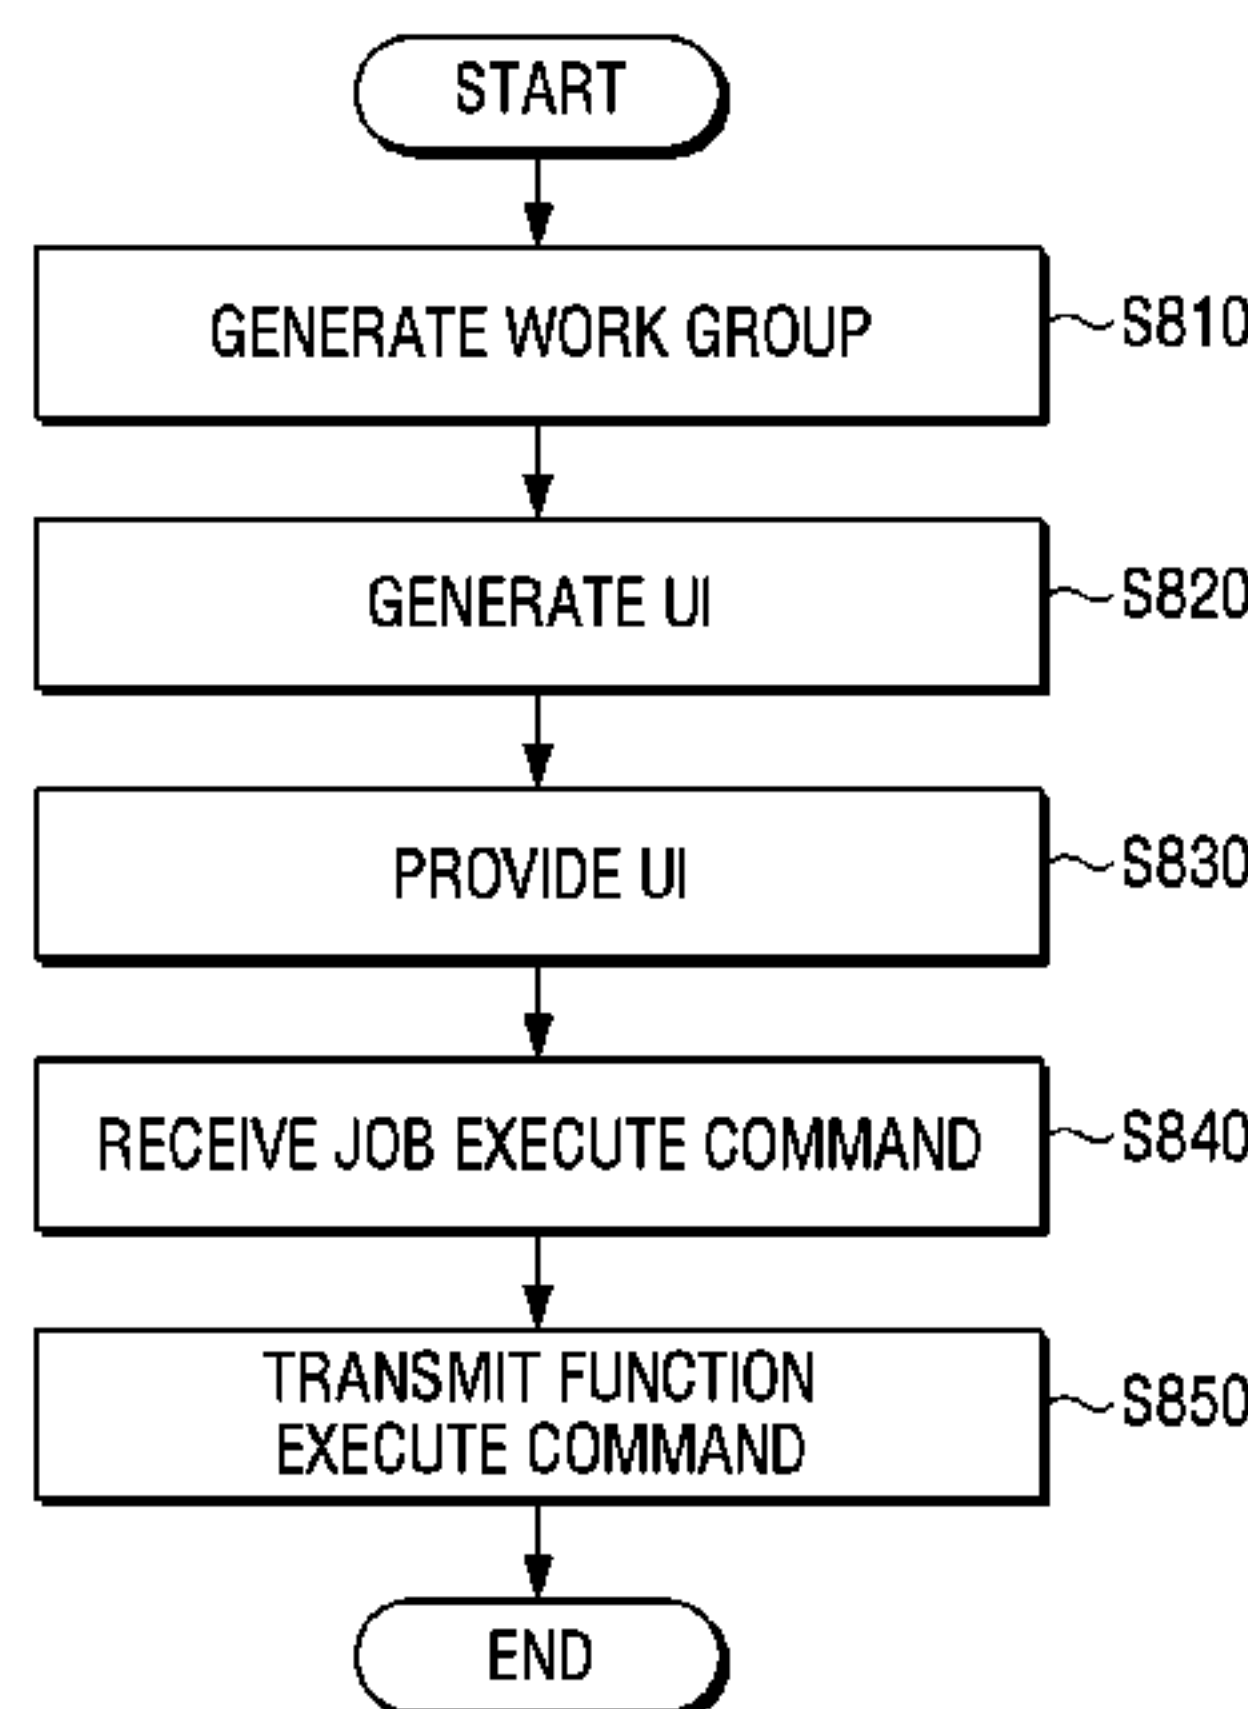 START
GENERATE WORK GROUP
S810
GENERATE UI
S820
PROVIDE UI
S830
RECEIVE JOB EXECUTE COMMAND
S840
TRANSMIT FUNCTION
EXECUTE COMMAND
S850
END